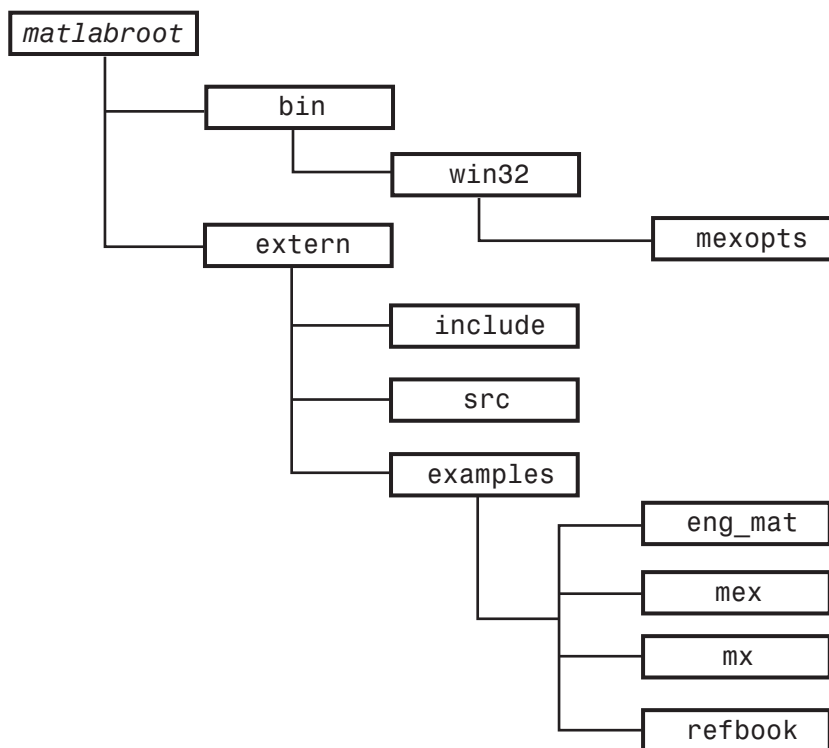 matlabroot
bin
win32
mexopts
extern
include
src
examples
eng_mat
mex
mx
refbook